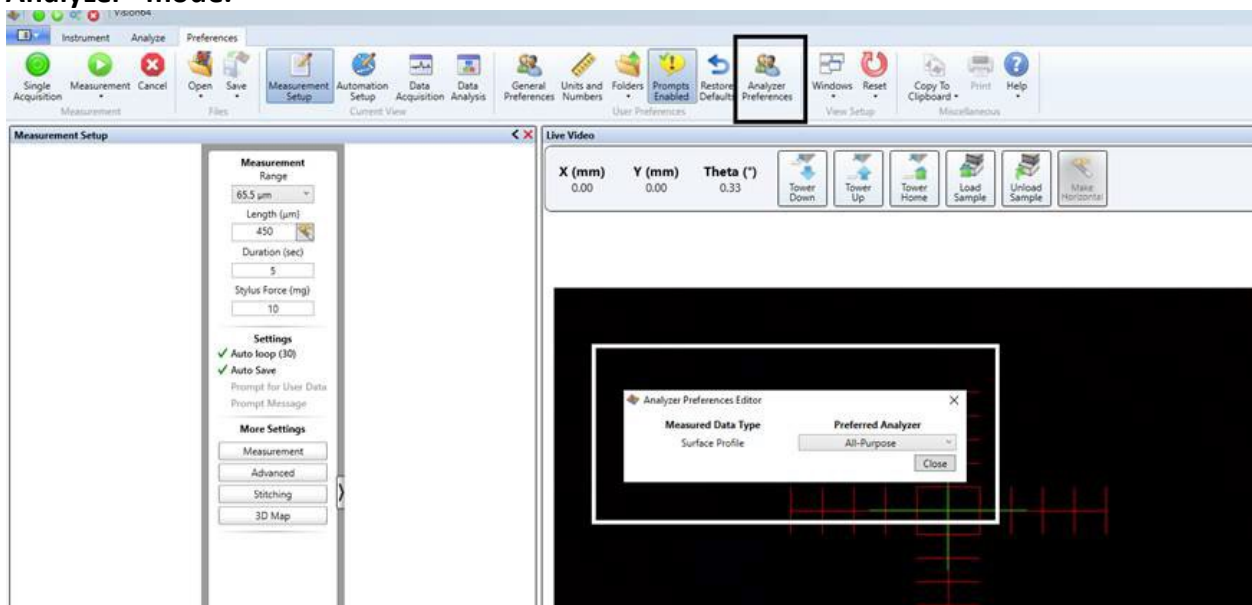 Analyzer" mode.
Vision64
Instrument Analyze Preferences
Single Acquisition Measurement Cancel Open Save Measurement Setup Automation Setup Data Acquisition Data Analysis General Preferences Units and Numbers Folders Prompts Enabled Restore Defaults Analyzer Preferences Windows Reset Copy To Clipboard Print Help
Measurement Files Current View User Preferences View Setup Miscellaneous
Measurement Setup
Live Video
Measurement
Range
65.5 µm
Length (µm)
450
Duration (sec)
5
Stylus Force (mg)
10
Settings
Auto loop (30)
Auto Save
Prompt for User Data
Prompt Message
More Settings
Measurement
Advanced
Stitching
3D Map
X (mm) Y (mm) Theta (°)
0.00 0.00 0.33
Tower Down Tower Up Tower Home Load Sample Unload Sample Make Horizontal
Analyzer Preferences Editor
Measured Data Type Preferred Analyzer
Surface Profile All-Purpose
Close